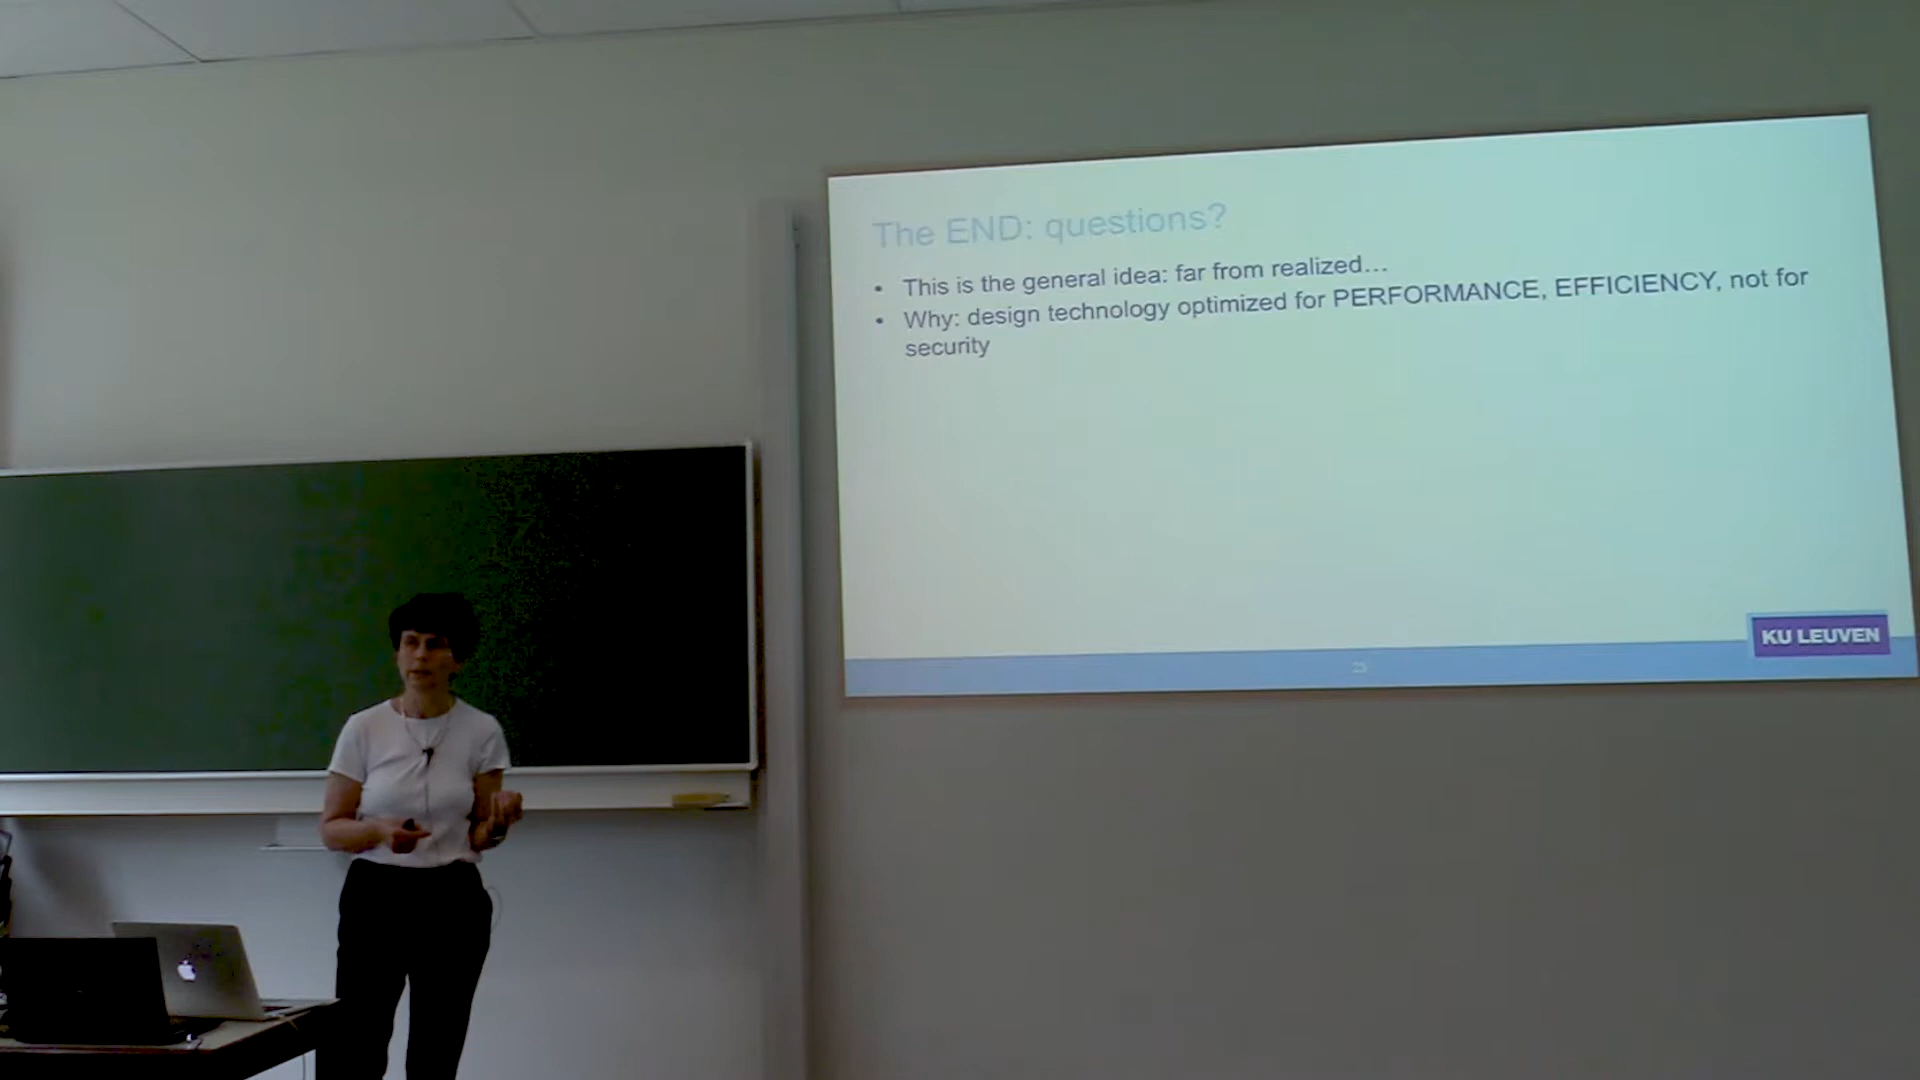 The END: questions?
• This is the general idea: far from realized...
• Why: design technology optimized for PERFORMANCE, EFFICIENCY, not for
security
KU LEUVEN